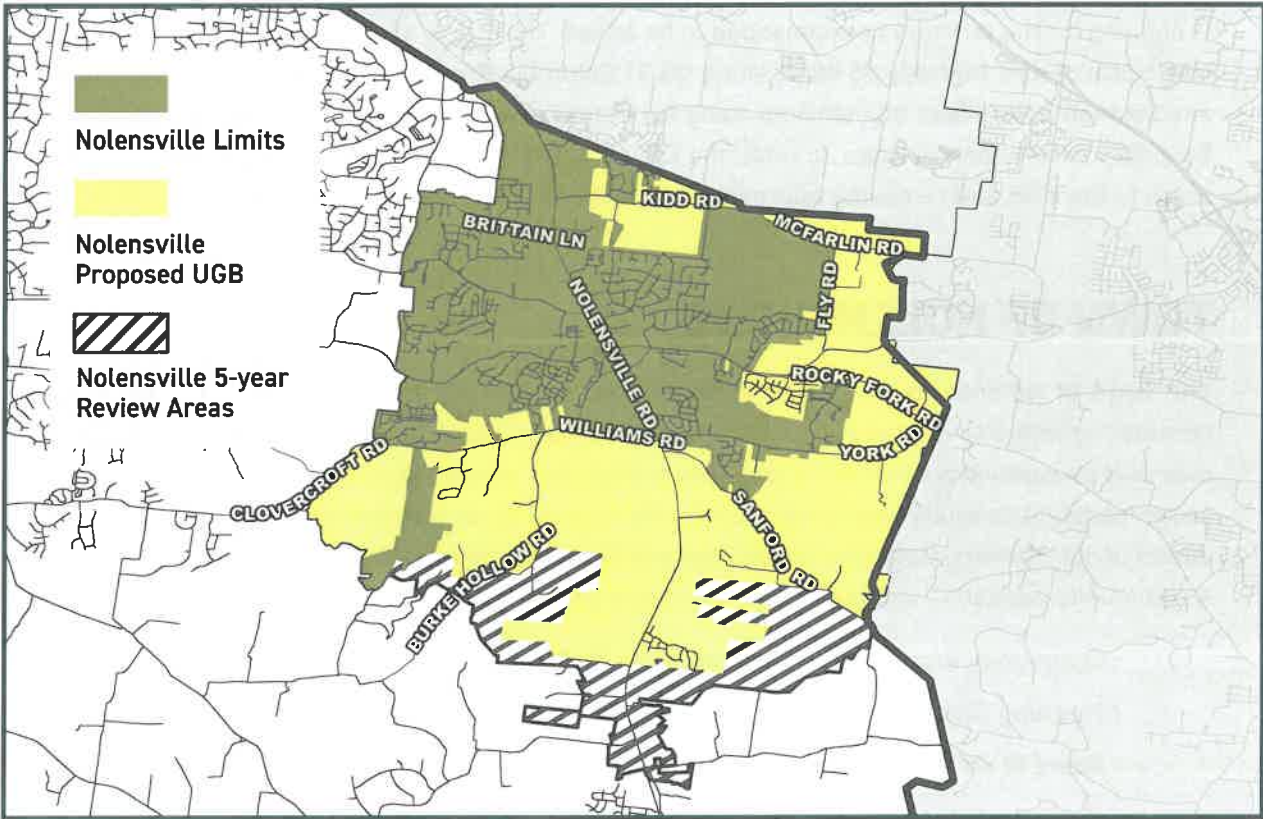 Nolensville Limits
Nolensville
Proposed UGB
Nolensville 5-year
Review Areas
KIDD RD
BRITTAIN LN
MCFARLIN RD
FLY RD
NOLENSVILLE RD
ROCKY FORK RD
WILLIAMS RD
YORK RD
CLOVERCROFT RD
SANFORD RD
BURKE HOLLOW RD